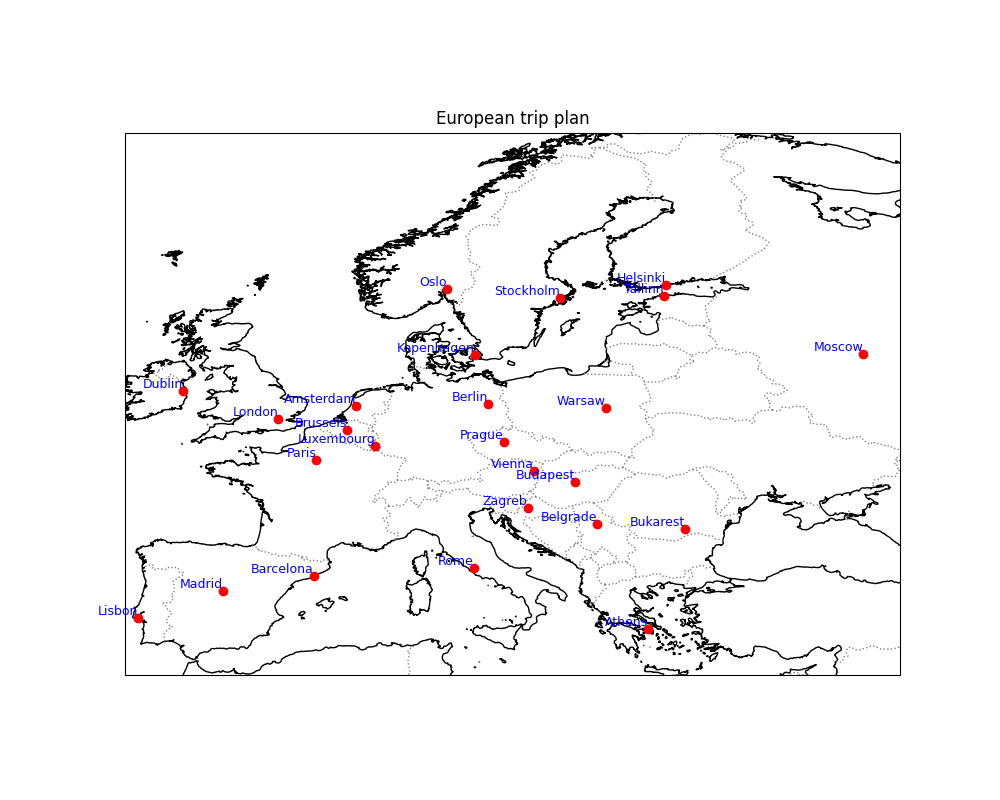 European trip plan
Helsinki
Oslo
Tallinn
Stockholm
Moscow
Kopenhagen
Dublin
Berlin
Amsterdam
Warsaw
London
Brussels
Prague
Luxembourg
Paris
Vienna
Budapest
Zagreb
Belgrade
Bukarest
Rome
Barcelona
Madrid
Lisbon
Athens